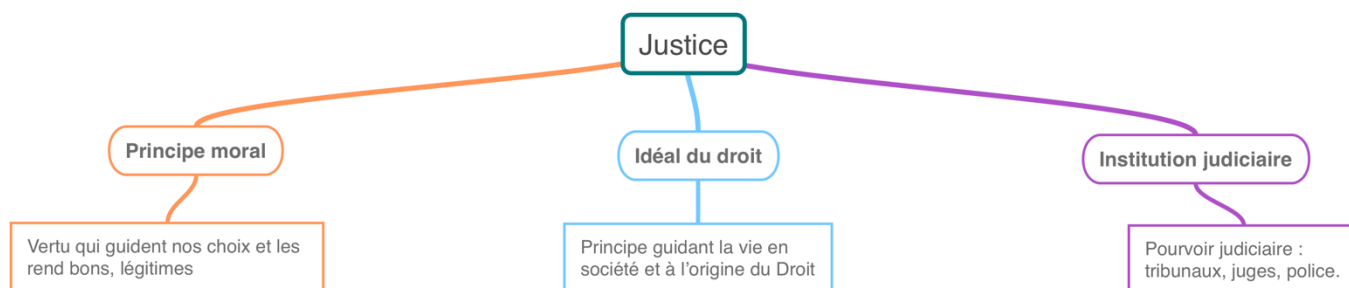 Justice
Principe moral
Idéal du droit
Institution judiciaire
Vertu qui guident nos choix et les
rend bons, légitimes
Principe guidant la vie en
société et à l'origine du Droit
Pourvoir judiciaire :
tribunaux, juges, police.